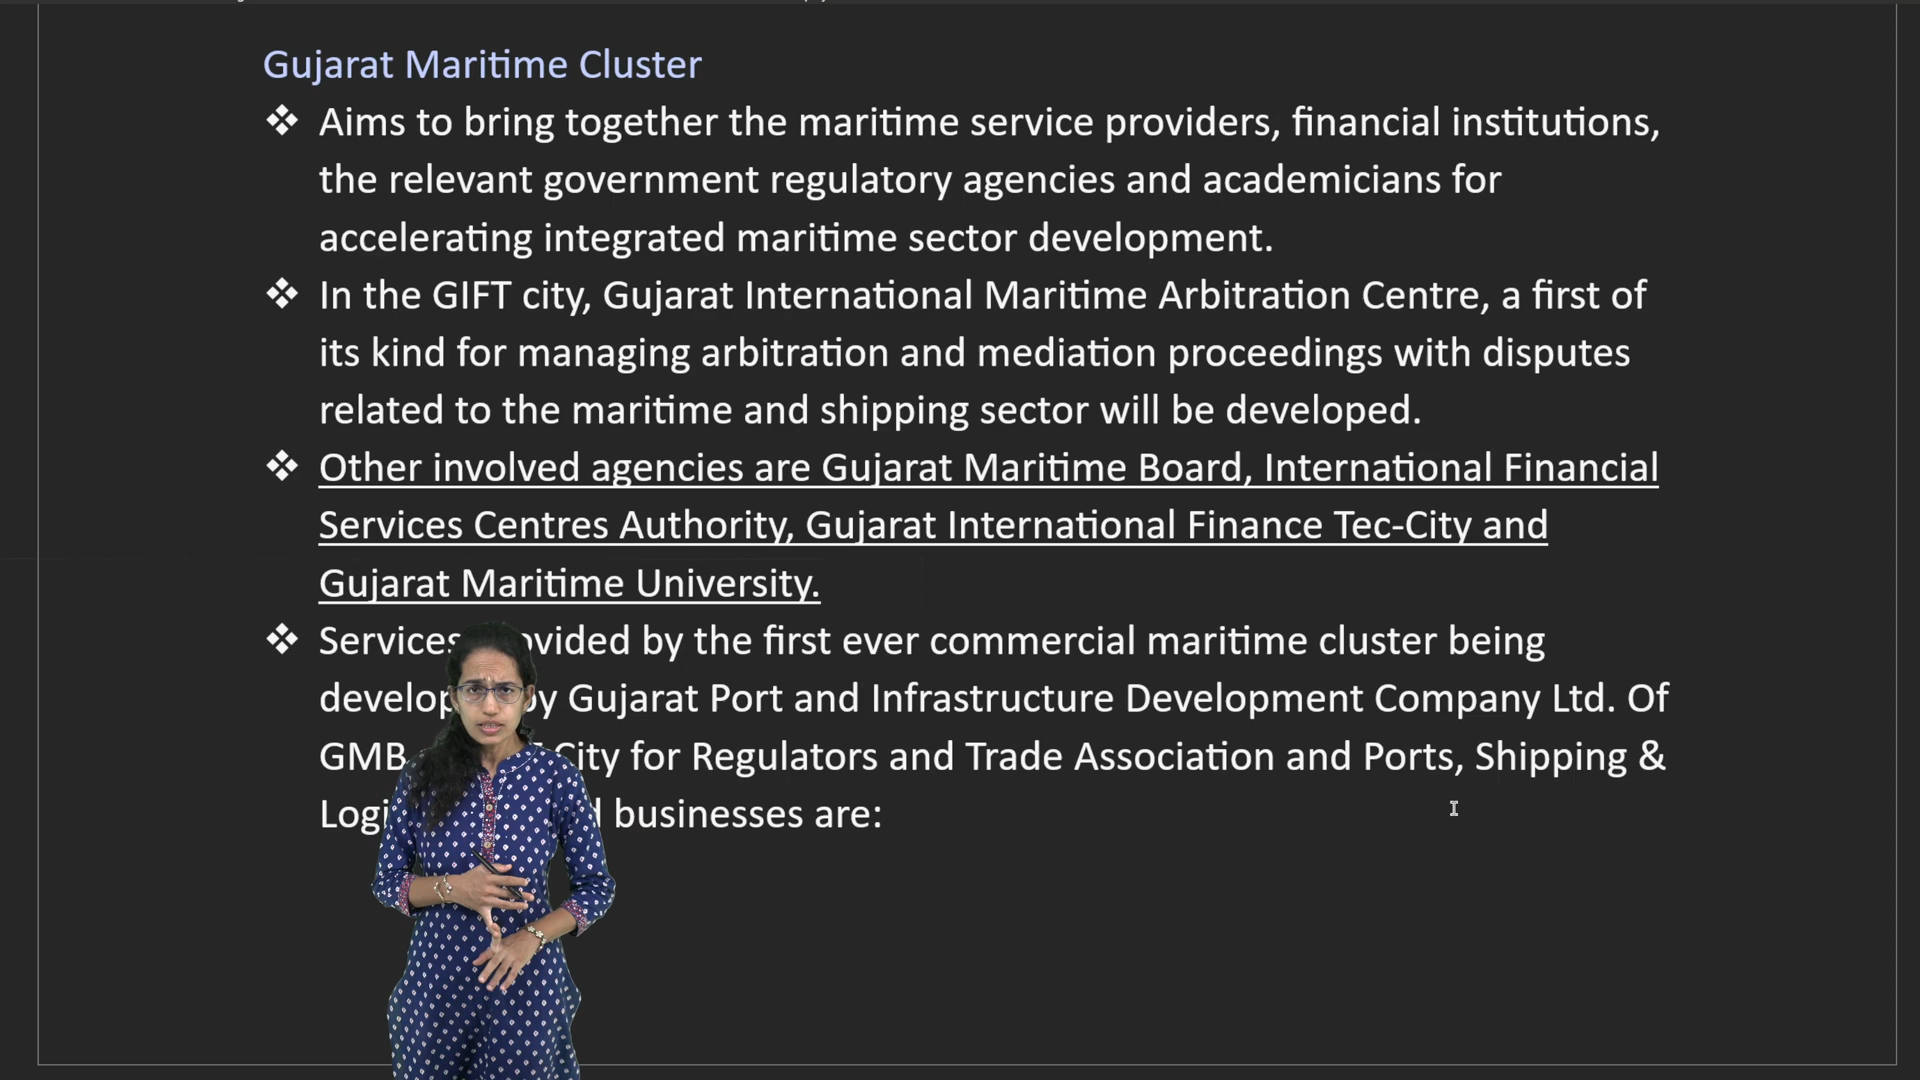 Gujarat Maritime Cluster
❖ Aims to bring together the maritime service providers, financial institutions,
the relevant government regulatory agencies and academicians for
accelerating integrated maritime sector development.
❖ In the GIFT city, Gujarat International Maritime Arbitration Centre, a first of
its kind for managing arbitration and mediation proceedings with disputes
related to the maritime and shipping sector will be developed.
❖ Other involved agencies are Gujarat Maritime Board, International Financial
Services Centres Authority, Gujarat International Finance Tec-City and
Gujarat Maritime University.
❖ Services provided by the first ever commercial maritime cluster being
by Gujarat Port and Infrastructure Development Company Ltd. Of
GMB City for Regulators and Trade Association and Ports, Shipping &
businesses are: